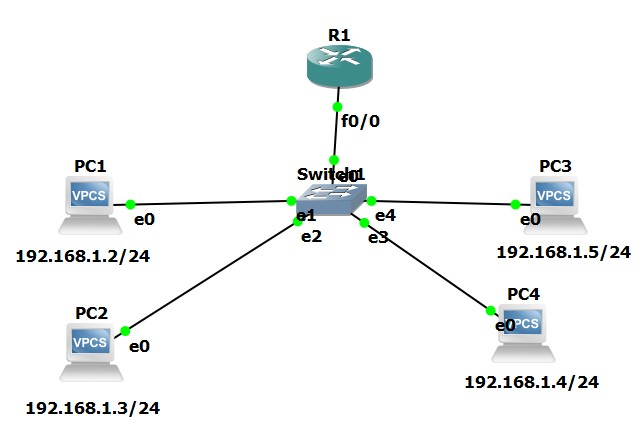 R1
f0/0
e0
Switch1
PC1
VPCS
e0
192.168.1.2/24
e1
e2
e4
e3
PC3
VPCS
e0
192.168.1.5/24
PC2
VPCS
e0
192.168.1.3/24
PC4
VPCS
e0
192.168.1.4/24